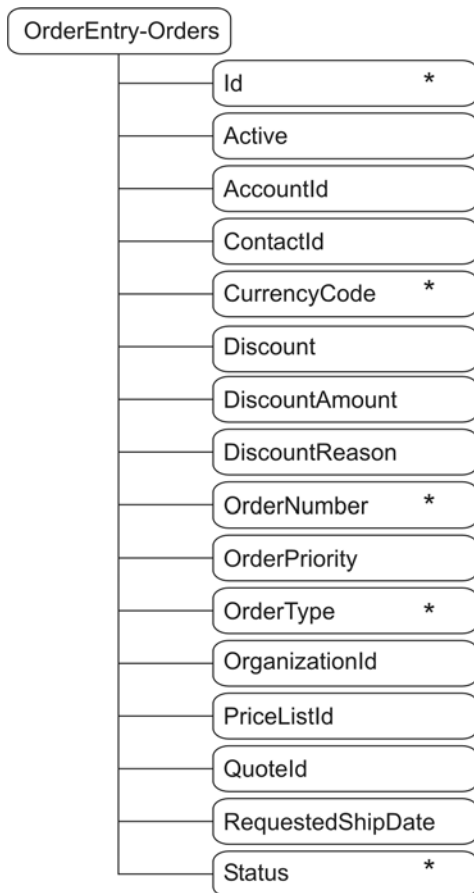 OrderEntry-Orders
Id *
Active
AccountId
ContactId
CurrencyCode *
Discount
DiscountAmount
DiscountReason
OrderNumber *
OrderPriority
OrderType *
OrganizationId
PriceListId
QuoteId
RequestedShipDate
Status *